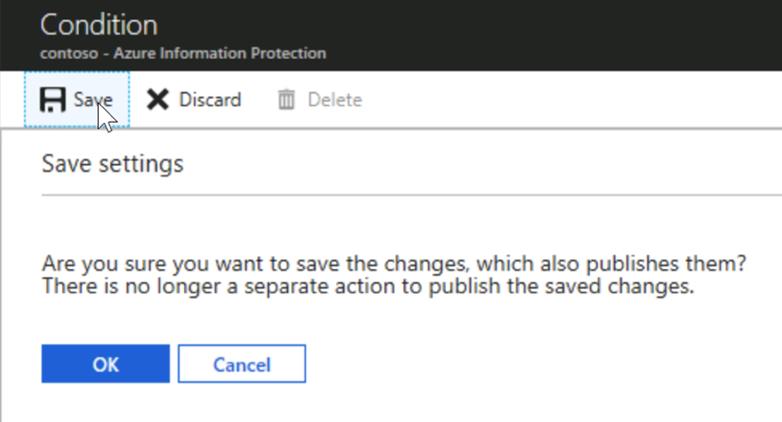 Condition
contoso - Azure Information Protection
Save Discard Delete
Save settings
Are you sure you want to save the changes, which also publishes them?
There is no longer a separate action to publish the saved changes.
OK Cancel